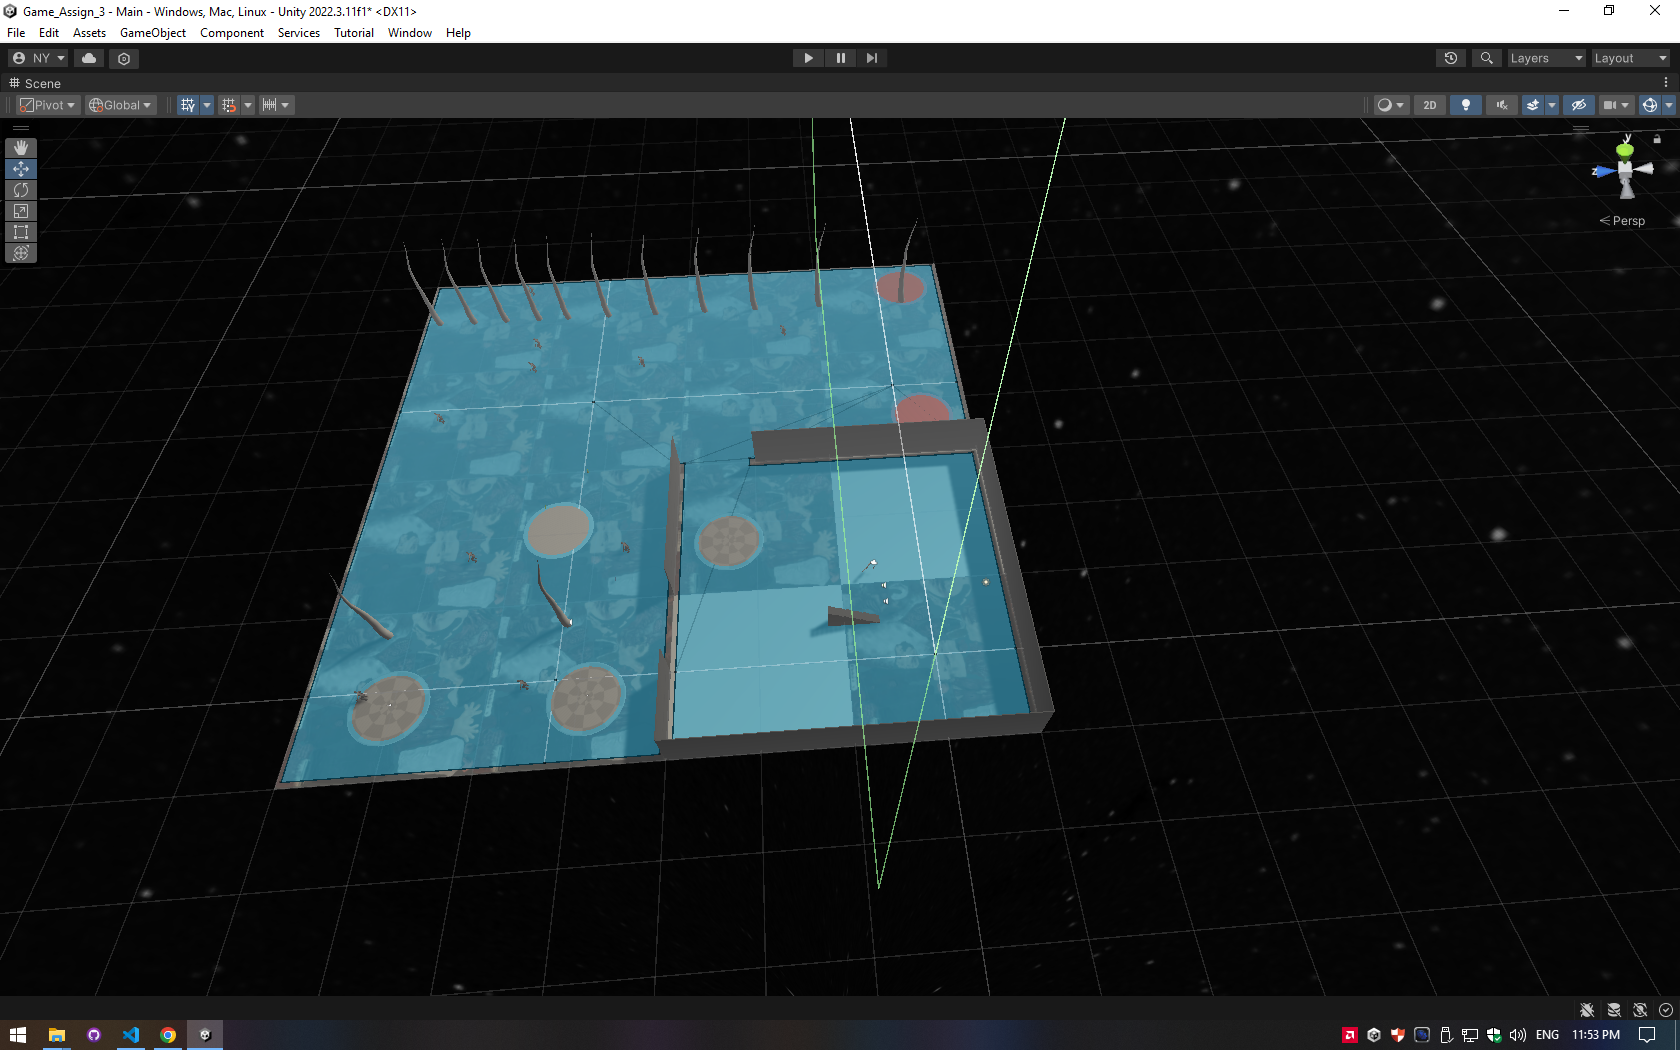 Game_Assign_3 - Main - Windows, Mac, Linux - Unity 2022.3.11f1* <DX11>
File Edit Assets GameObject Component Services Tutorial Window Help
NY Layers Layout
Scene
Pivot Global 2D
y
z
Persp
ENG 11:53 PM